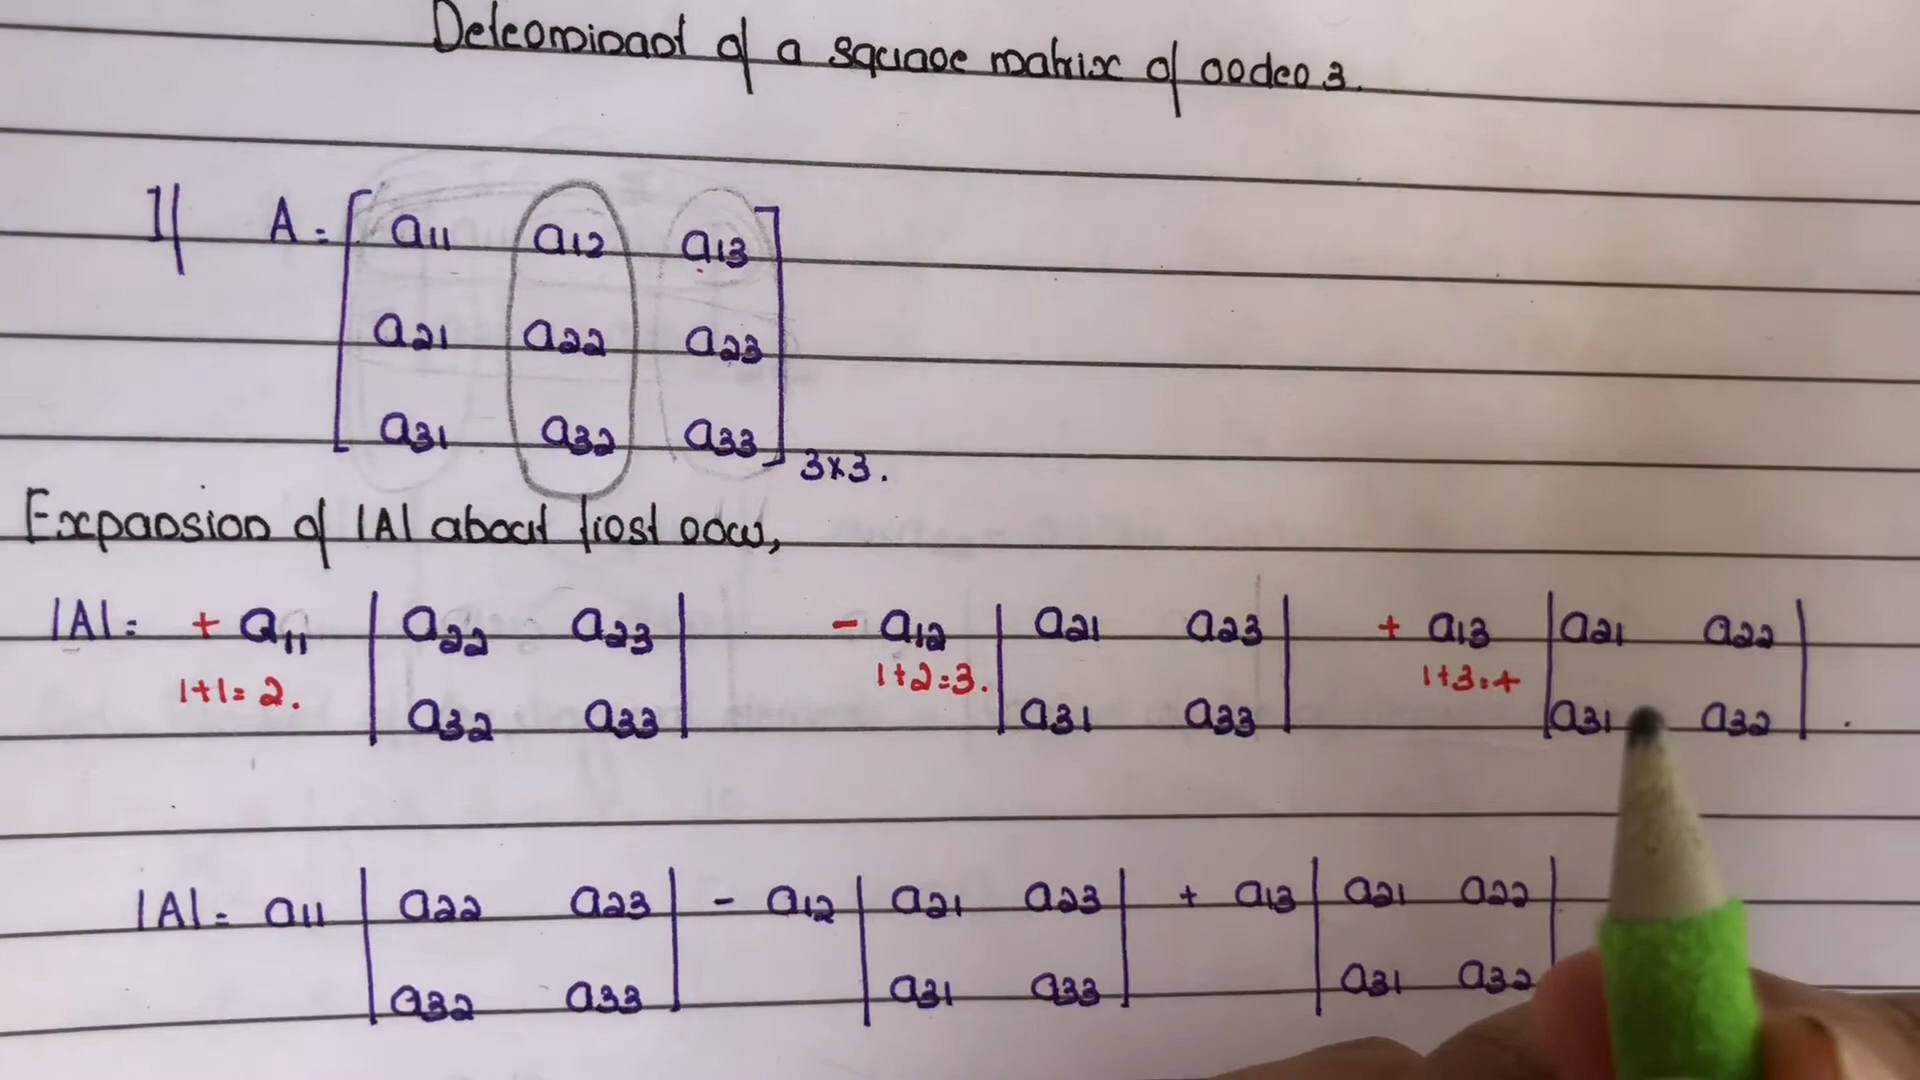 Determinant of a square matrix of order 3.
If A = [ a11 a12 a13
a21 a22 a23
a31 a32 a33 ] 3×3.
Expansion of |A| about first row,
|A| = + a11 | a22 a23 | - a12 | a21 a23 | + a13 | a21 a22 |
1+1=2. 1+2=3. 1+3=4
| a32 a33 | | a31 a33 | | a31 a32 | .
|A| = a11 | a22 a23 | - a12 | a21 a23 | + a13 | a21 a22 |
| a32 a33 | | a31 a33 | | a31 a32